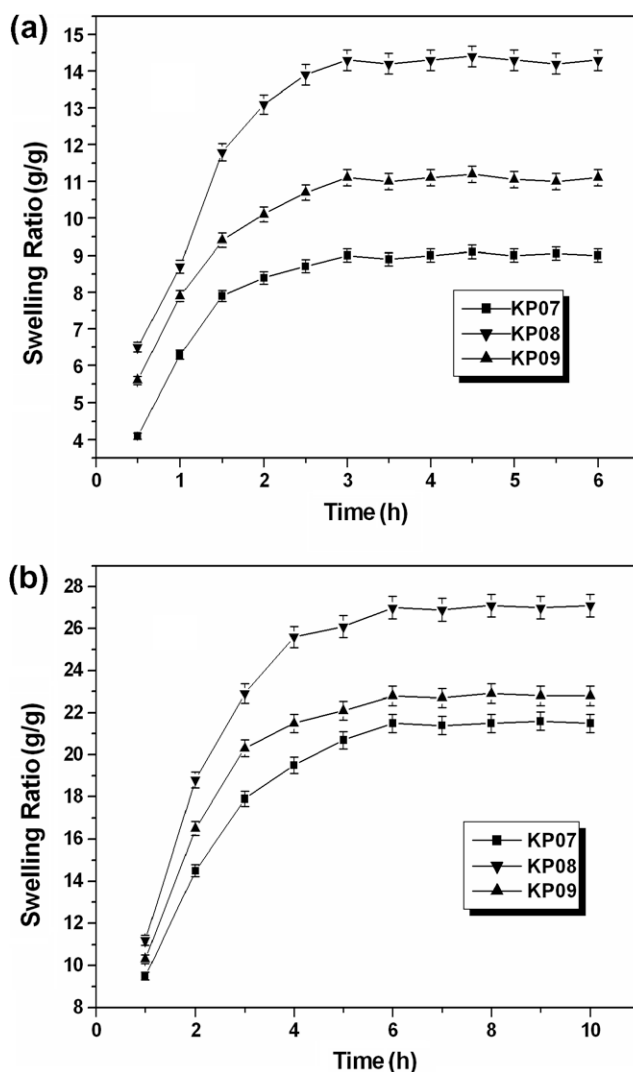 (a)
Swelling Ratio (g/g)
15
14
13
12
11
10
9
8
7
6
5
4
KP07
KP08
KP09
0 1 2 3 4 5 6
Time (h)
(b)
Swelling Ratio (g/g)
28
26
24
22
20
18
16
14
12
10
8
KP07
KP08
KP09
0 2 4 6 8 10
Time (h)